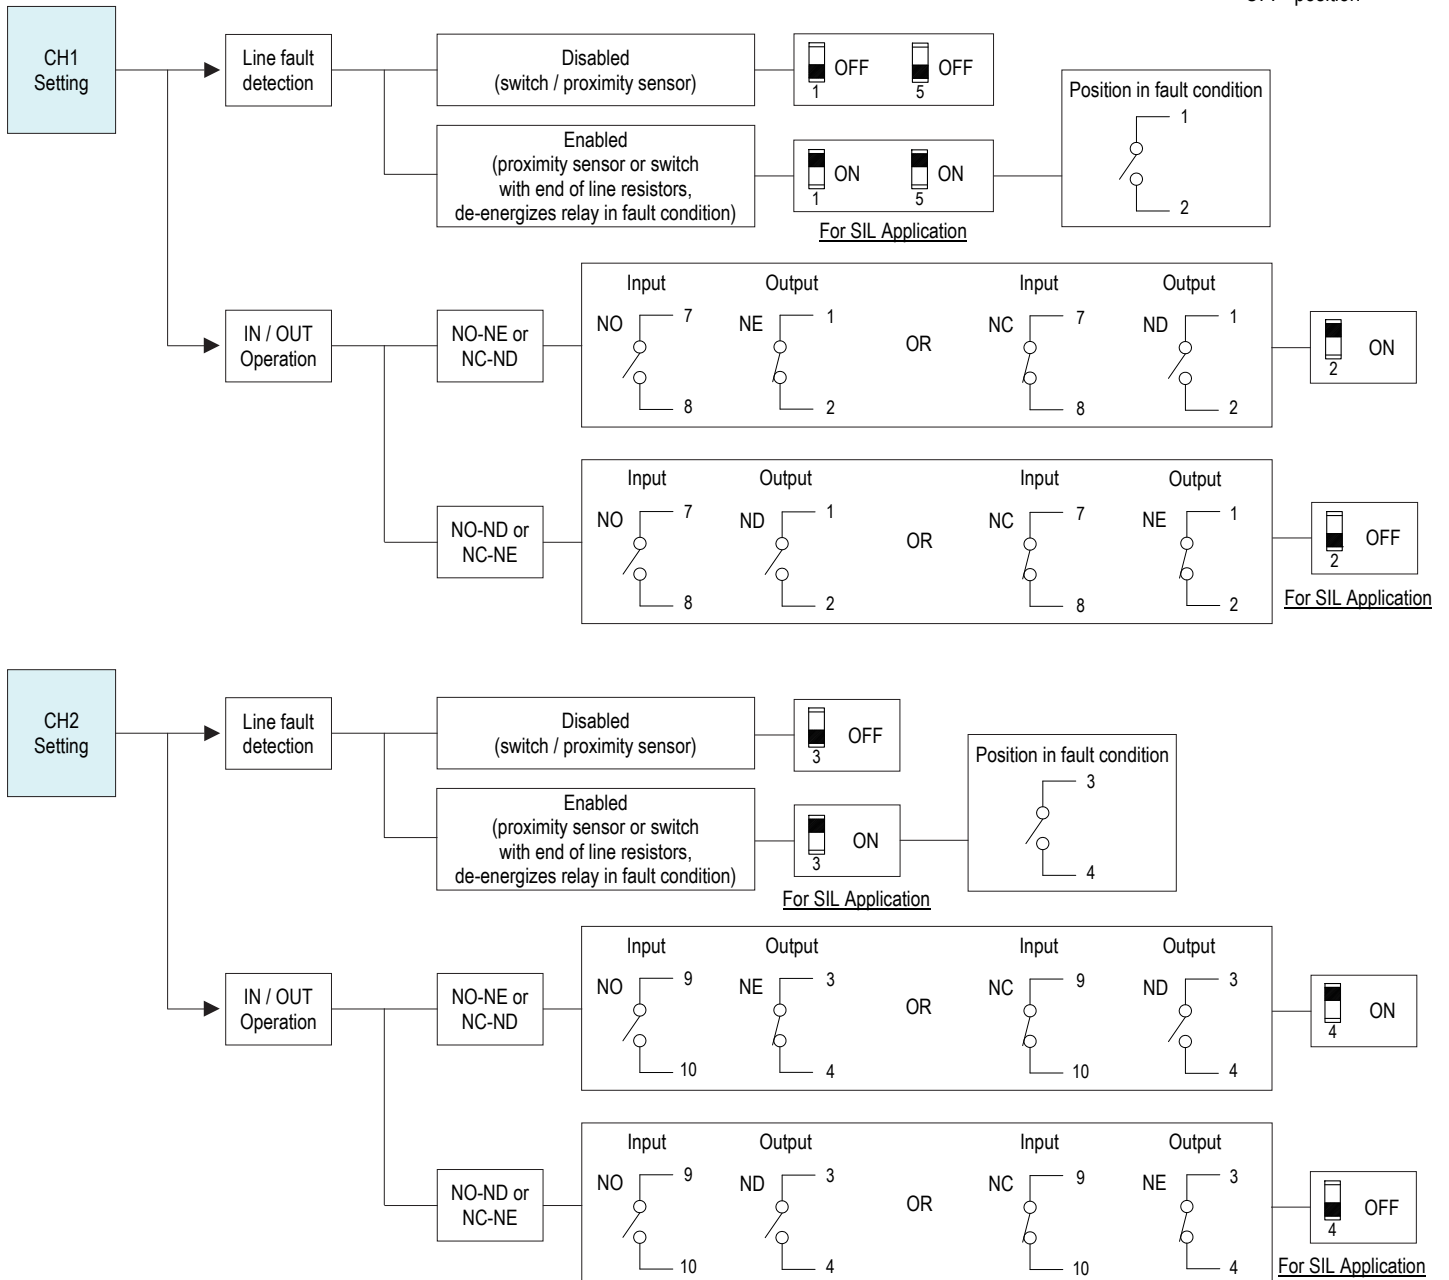 CH1
Setting
Line fault
detection
Disabled
(switch / proximity sensor)
OFF OFF
1 5
Enabled
(proximity sensor or switch
with end of line resistors,
de-energizes relay in fault condition)
ON ON
1 5
For SIL Application
Position in fault condition
1
2
IN / OUT
Operation
NO-NE or
NC-ND
Input Output Input Output
NO 7 NE 1 OR NC 7 ND 1
8 2 8 2
ON
2
NO-ND or
NC-NE
Input Output Input Output
NO 7 ND 1 OR NC 7 NE 1
8 2 8 2
OFF
2
For SIL Application
CH2
Setting
Line fault
detection
Disabled
(switch / proximity sensor)
OFF
3
Enabled
(proximity sensor or switch
with end of line resistors,
de-energizes relay in fault condition)
ON
3
For SIL Application
Position in fault condition
3
4
IN / OUT
Operation
NO-NE or
NC-ND
Input Output Input Output
NO 9 NE 3 OR NC 9 ND 3
10 4 10 4
ON
4
NO-ND or
NC-NE
Input Output Input Output
NO 9 ND 3 OR NC 9 NE 3
10 4 10 4
OFF
4
For SIL Application